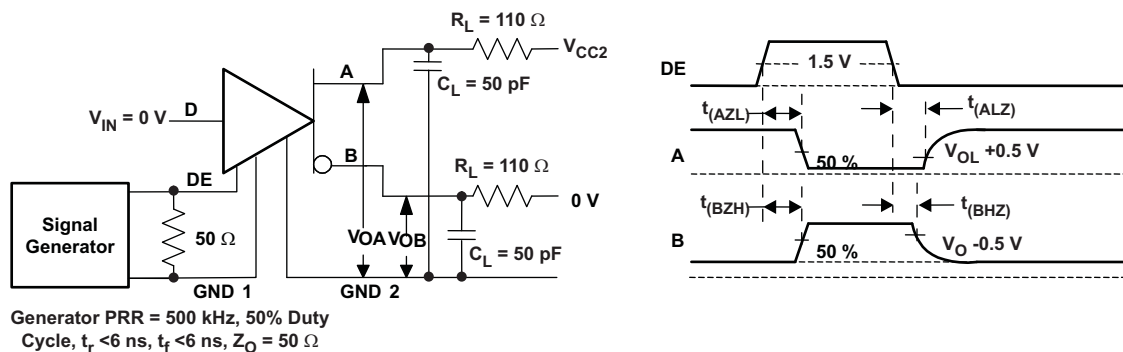 R_L = 110 Ω
V_CC2
A
C_L = 50 pF
D
V_IN = 0 V
B
R_L = 110 Ω
DE
0 V
Signal
Generator
50 Ω
VOA
VOB
C_L = 50 pF
GND 1
GND 2
Generator PRR = 500 kHz, 50% Duty
Cycle, t_r <6 ns, t_f <6 ns, Z_O = 50 Ω
DE
1.5 V
t_(AZL)
t_(ALZ)
A
50 %
V_OL +0.5 V
t_(BZH)
t_(BHZ)
B
50 %
V_O -0.5 V